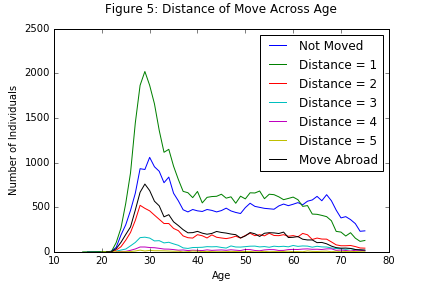 Figure 5: Distance of Move Across Age
Number of Individuals
2500
2000
1500
1000
500
0
Not Moved
Distance = 1
Distance = 2
Distance = 3
Distance = 4
Distance = 5
Move Abroad
10 20 30 40 50 60 70 80
Age